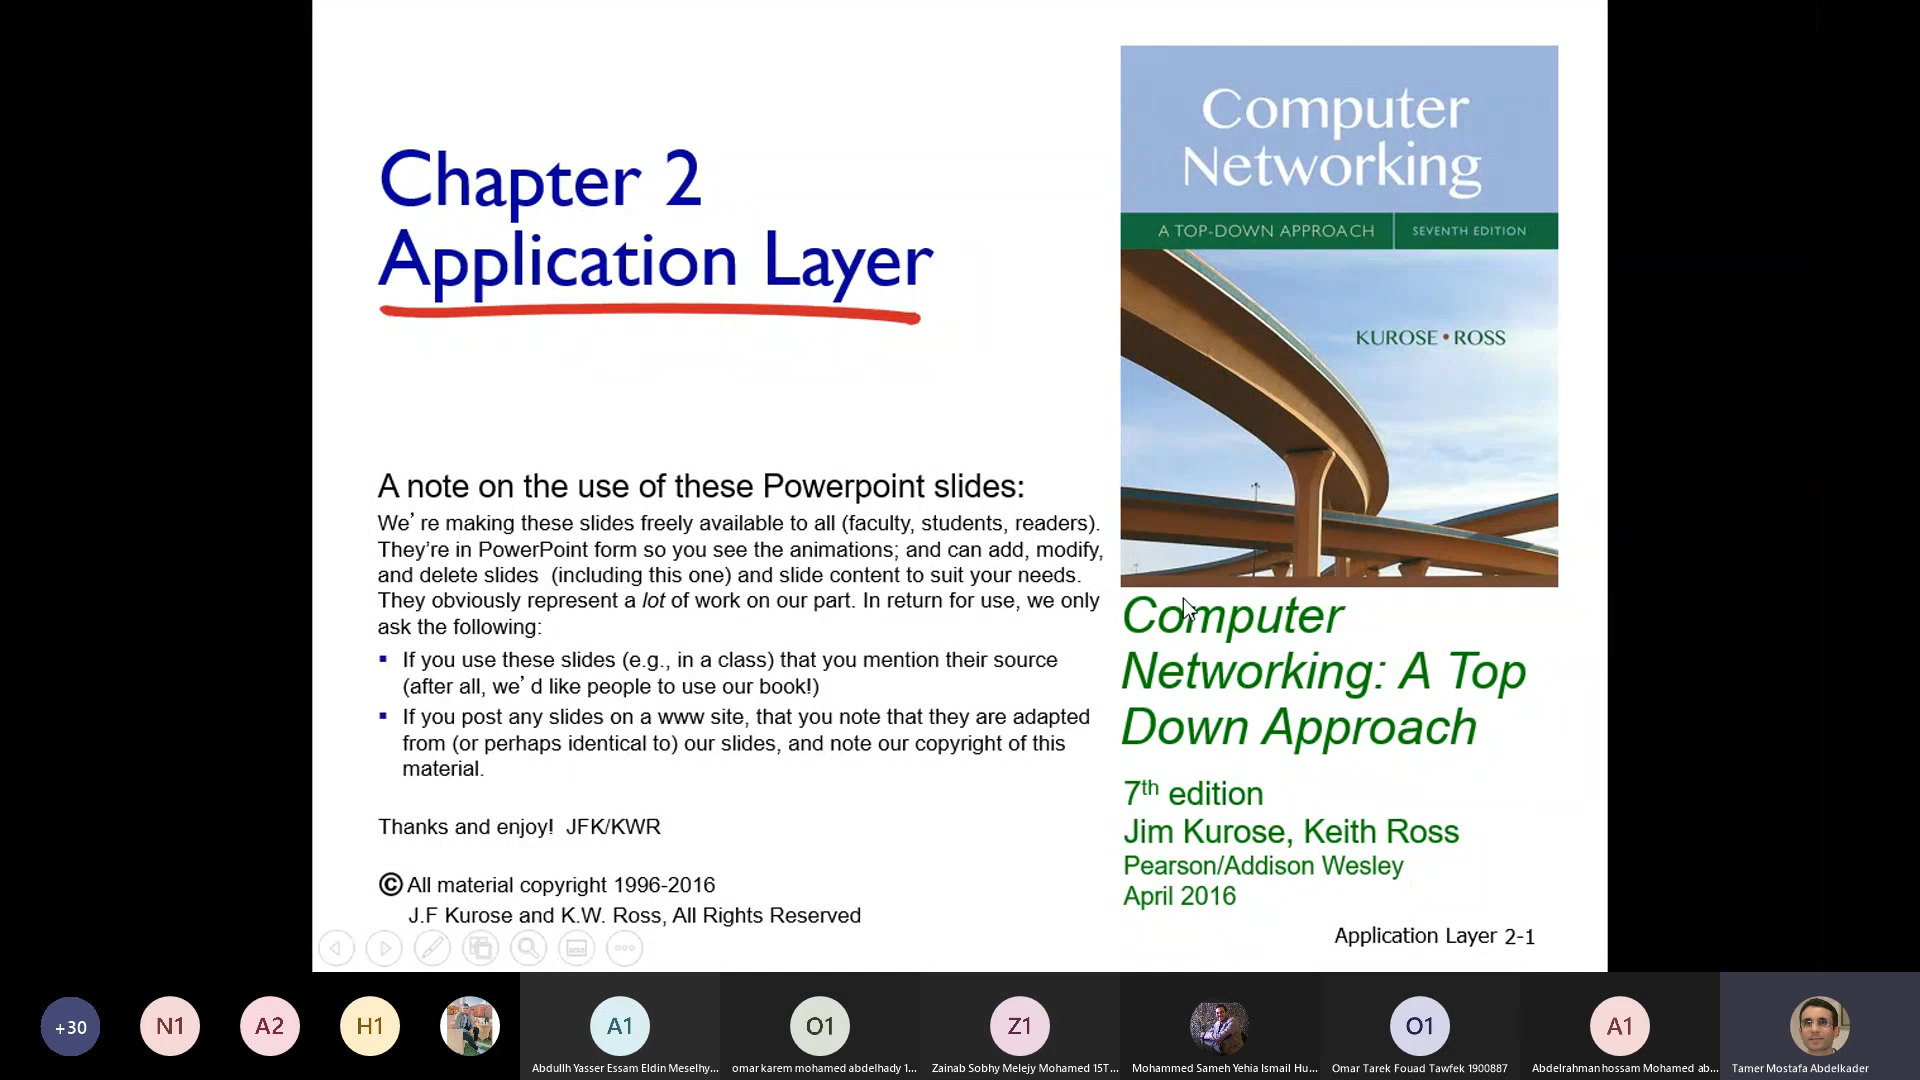 Chapter 2
Application Layer
A note on the use of these Powerpoint slides:
We’re making these slides freely available to all (faculty, students, readers).
They’re in PowerPoint form so you see the animations; and can add, modify,
and delete slides (including this one) and slide content to suit your needs.
They obviously represent a lot of work on our part. In return for use, we only
ask the following:
▪ If you use these slides (e.g., in a class) that you mention their source
(after all, we’d like people to use our book!)
▪ If you post any slides on a www site, that you note that they are adapted
from (or perhaps identical to) our slides, and note our copyright of this
material.
Thanks and enjoy! JFK/KWR
© All material copyright 1996-2016
J.F Kurose and K.W. Ross, All Rights Reserved
Computer
Networking
A TOP-DOWN APPROACH SEVENTH EDITION
KUROSE • ROSS
Computer
Networking: A Top
Down Approach
7th edition
Jim Kurose, Keith Ross
Pearson/Addison Wesley
April 2016
Application Layer 2-1
+30 N1 A2 H1 A1 O1 Z1 O1 A1
Abdullh Yasser Essam Eldin Meselhy...
omar karem mohamed abdelhady 1...
Zainab Sobhy Melejy Mohamed 15T...
Mohammed Sameh Yehia Ismail Hu...
Omar Tarek Fouad Tawfek 1900887
Abdelrahman hossam Mohamed ab...
Tamer Mostafa Abdelkader